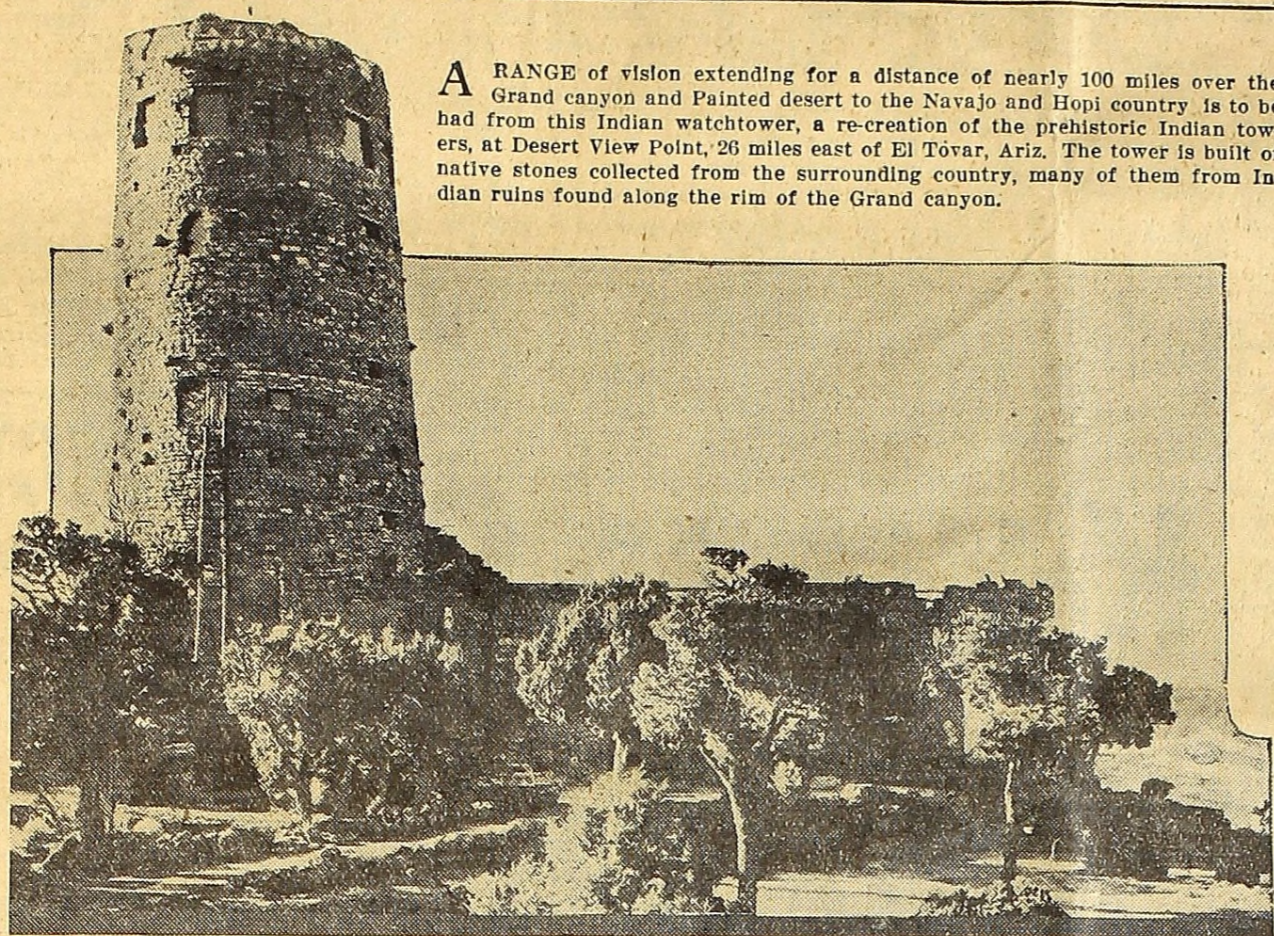 A RANGE of vision extending for a distance of nearly 100 miles over the
Grand canyon and Painted desert to the Navajo and Hopi country is to be
had from this Indian watchtower, a re-creation of the prehistoric Indian tow
ers, at Desert View Point, 26 miles east of El Tovar, Ariz. The tower is built of
native stones collected from the surrounding country, many of them from In
dian ruins found along the rim of the Grand canyon.